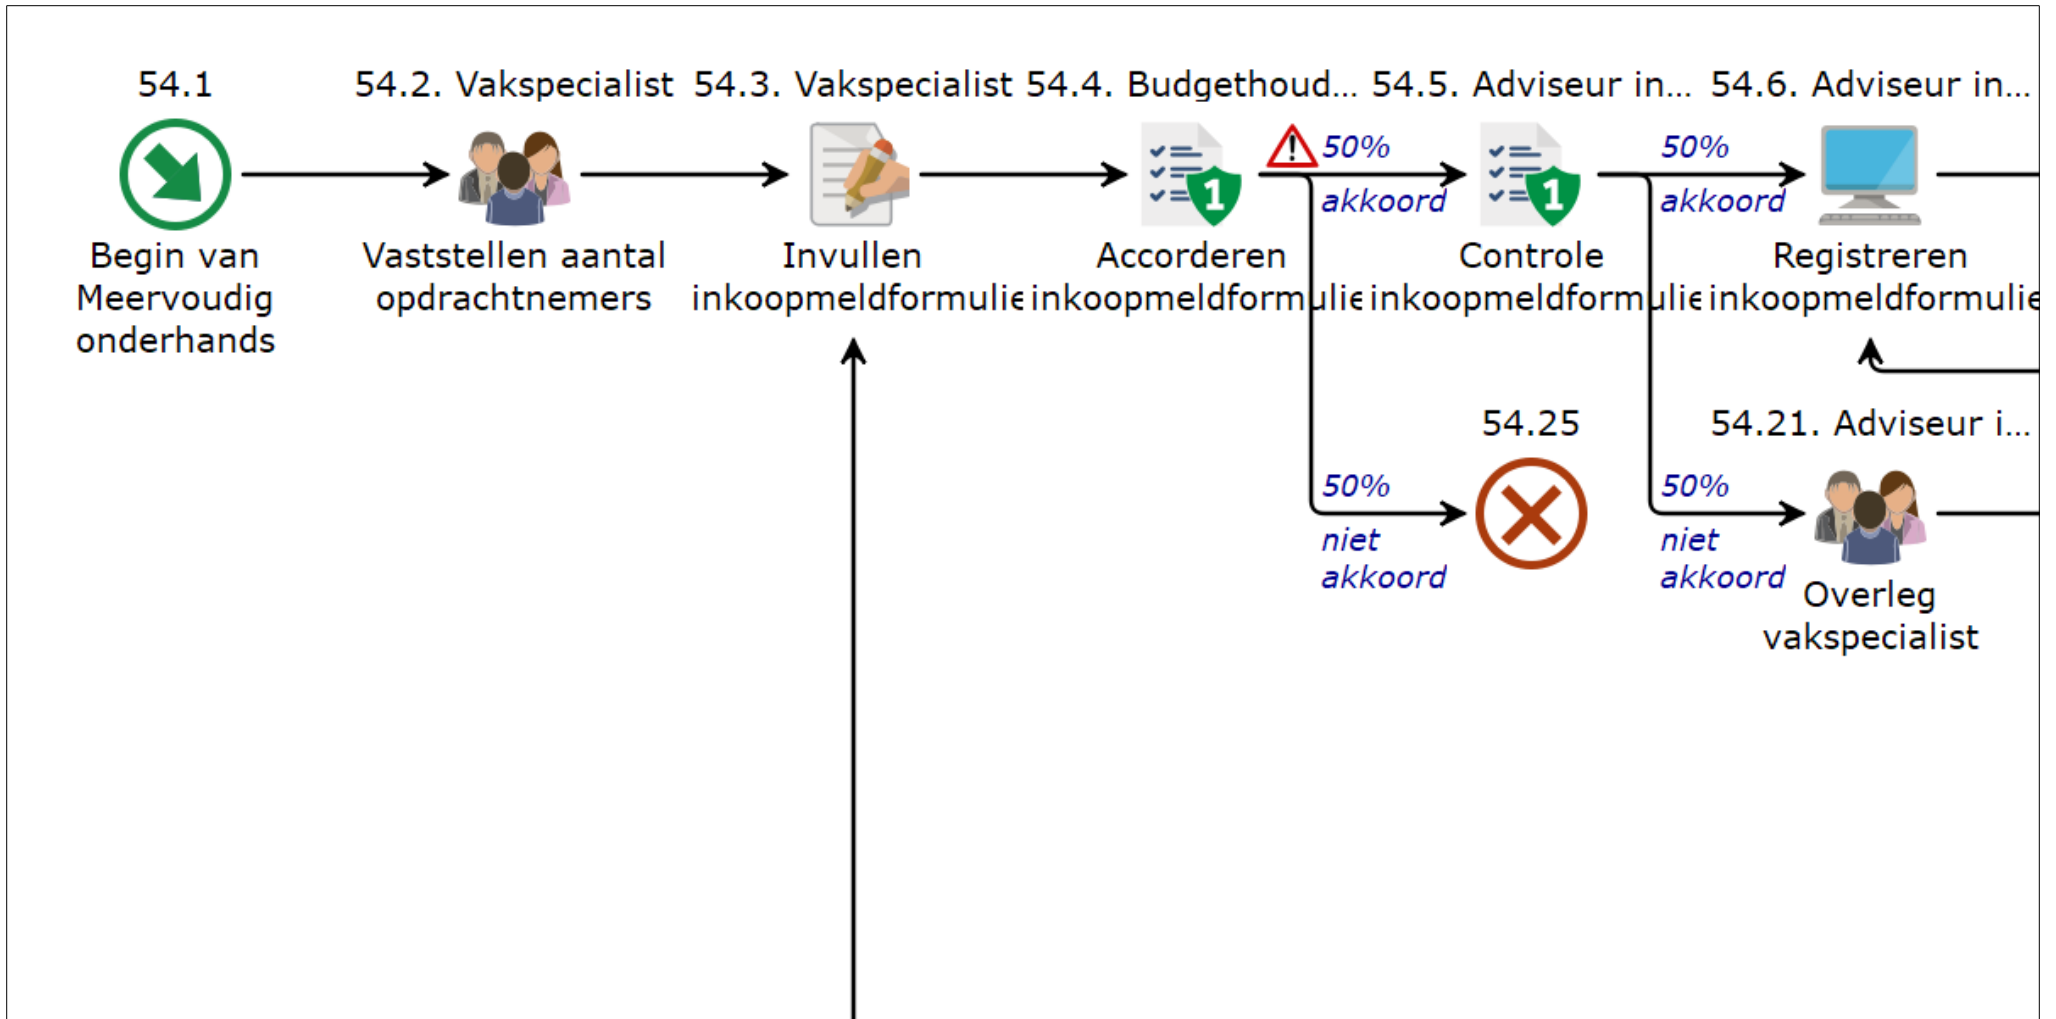 54.1
54.2. Vakspecialist
54.3. Vakspecialist
54.4. Budgethoud...
54.5. Adviseur in...
54.6. Adviseur in...
1
1
50%
akkoord
50%
akkoord
Begin van
Meervoudig
onderhands
Vaststellen aantal
opdrachtnemers
Invullen
inkoopmeldformulie
Accorderen
inkoopmeldformulie
Controle
inkoopmeldformulie
Registreren
inkoopmeldformulie
54.25
54.21. Adviseur i...
50%
niet
akkoord
50%
niet
akkoord
Overleg
vakspecialist